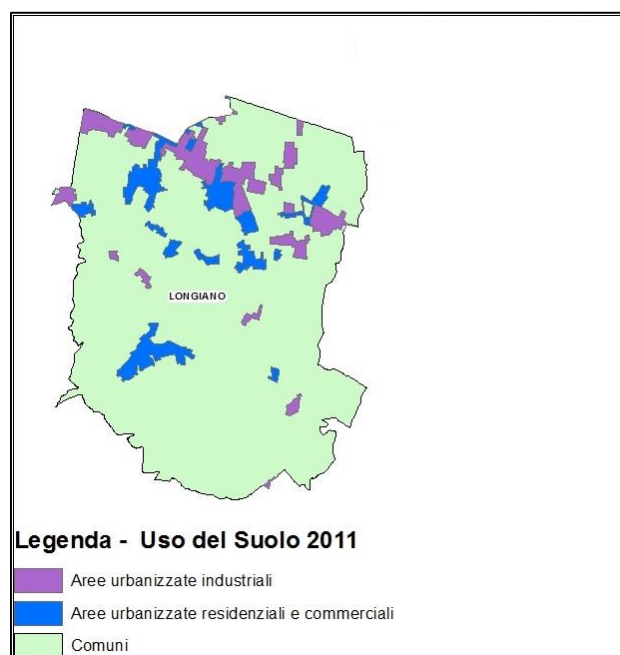 LONGIANO
Legenda - Uso del Suolo 2011
Aree urbanizzate industriali
Aree urbanizzate residenziali e commerciali
Comuni